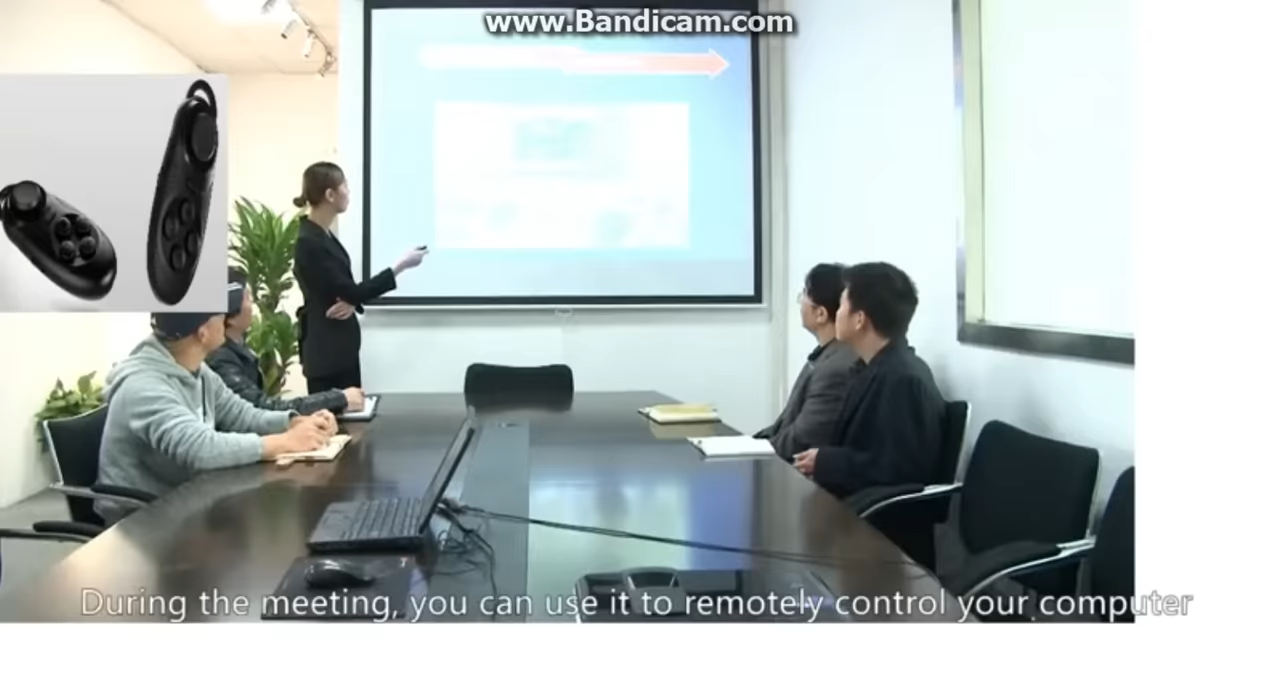 www.Bandicam.com
During the meeting, you can use it to remotely control your computer